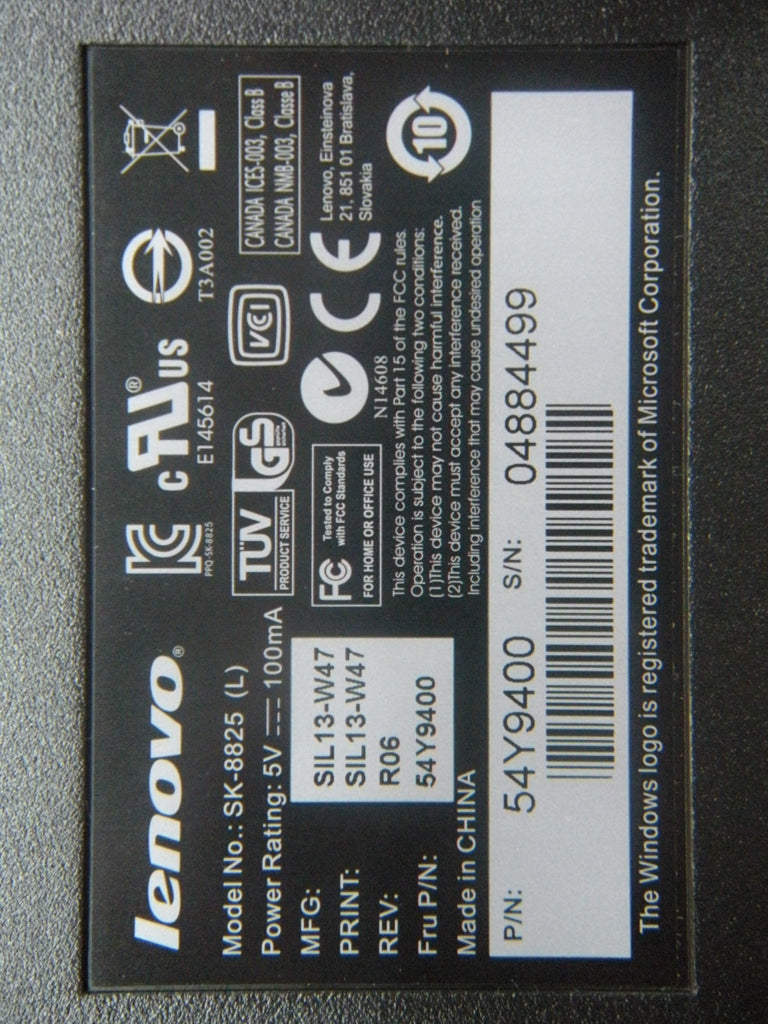 lenovo®
Model No.: SK-8825 (L)
Power Rating: 5V ⎓ 100mA
MFG: SIL13-W47
PRINT: SIL13-W47
REV: R06
Fru P/N: 54Y9400
Made in CHINA
PPQ-SK-8825
c UL® US
E145614
T3A002
TÜV
PRODUCT SERVICE
GS
VCI
CANADA ICES-003, Class B
CANADA NMB-003, Classe B
FC
Tested to Comply
with FCC Standards
FOR HOME OR OFFICE USE
N14608
CE
Lenovo, Einsteinova
21, 851 01 Bratislava,
Slovakia
This device complies with Part 15 of the FCC rules.
Operation is subject to the following two conditions:
(1)This device may not cause harmful interference.
(2)This device must accept any interference received.
Including interference that may cause undesired operation
10
P/N: 54Y9400 S/N: 04884499
The Windows logo is registered trademark of Microsoft Corporation.